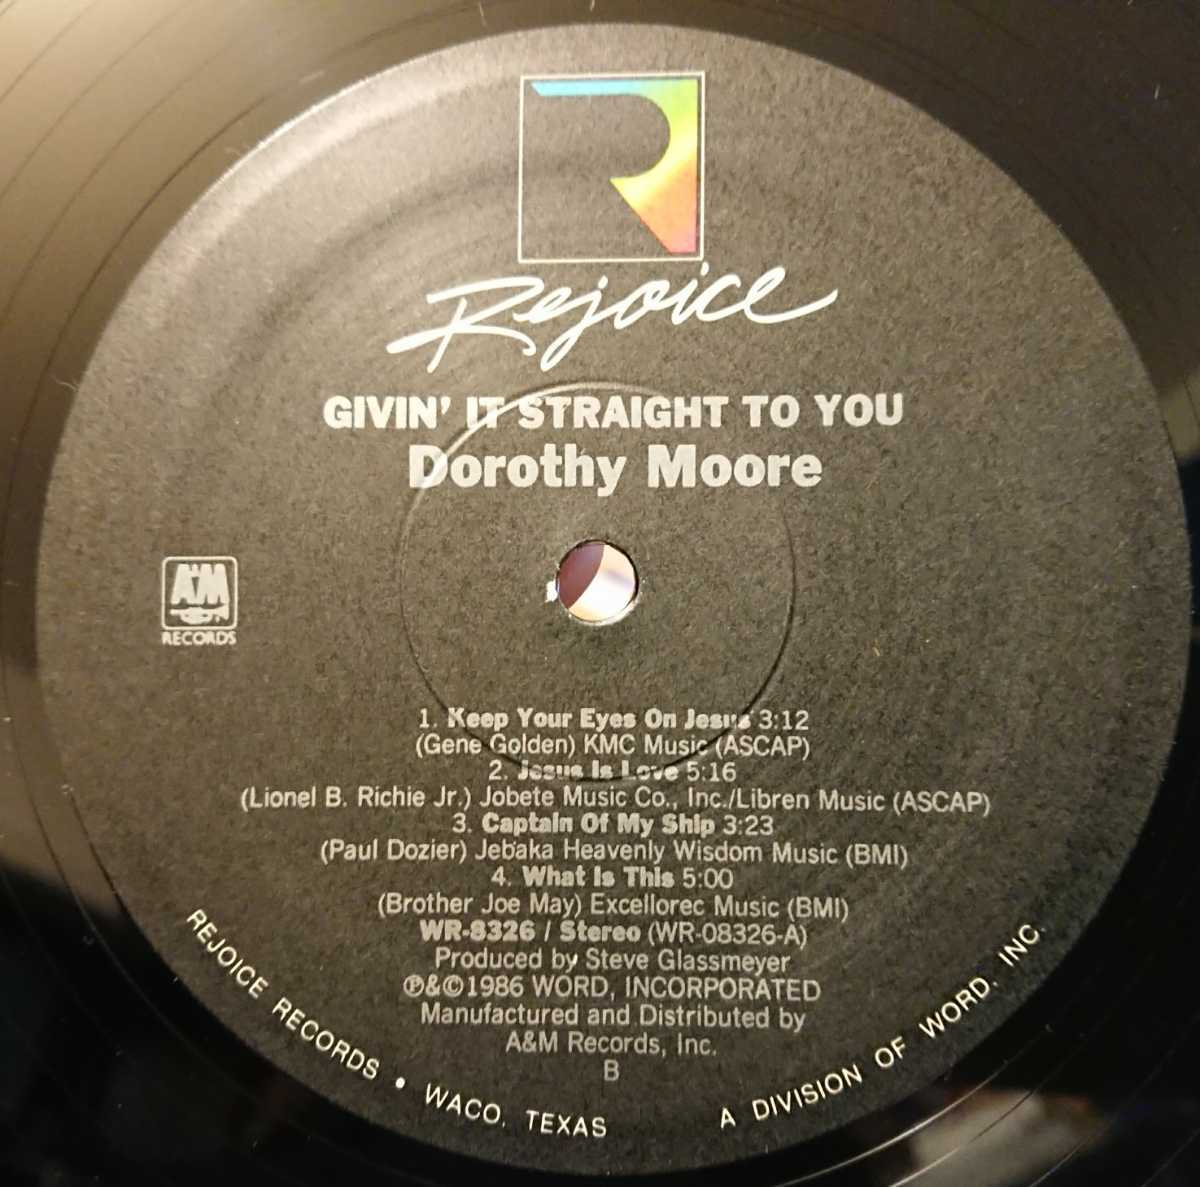 R
Rejoice
GIVIN' IT STRAIGHT TO YOU
Dorothy Moore
A&M
RECORDS
1. Keep Your Eyes On Jesus 3:12
(Gene Golden) KMC Music (ASCAP)
2. Jesus Is Love 5:16
(Lionel B. Richie Jr.) Jobete Music Co., Inc./Libren Music (ASCAP)
3. Captain Of My Ship 3:23
(Paul Dozier) Jebaka Heavenly Wisdom Music (BMI)
4. What Is This 5:00
(Brother Joe May) Excellorec Music (BMI)
WR-8326 / Stereo (WR-08326-A)
Produced by Steve Glassmeyer
℗&©1986 WORD, INCORPORATED
Manufactured and Distributed by
A&M Records, Inc.
B
REJOICE RECORDS • WACO, TEXAS
A DIVISION OF WORD, INC.